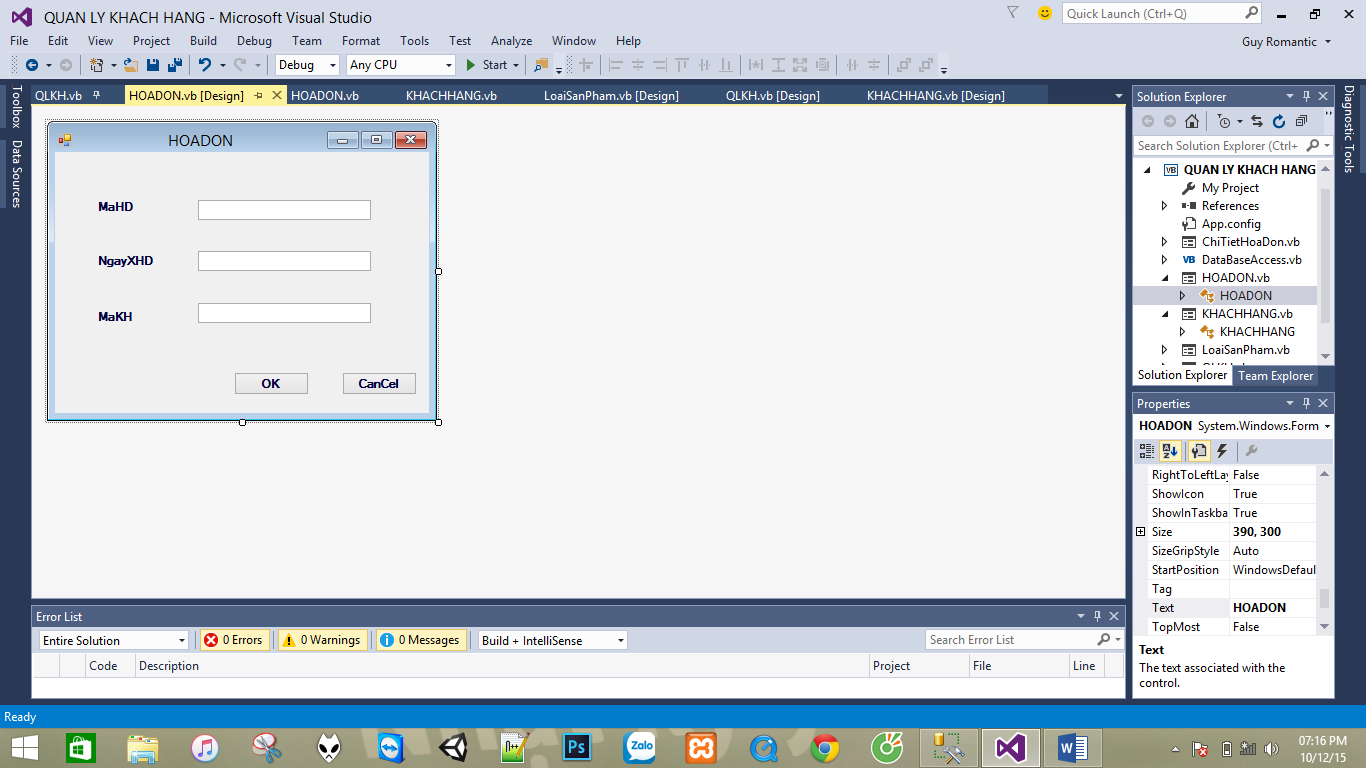 QUAN LY KHACH HANG - Microsoft Visual Studio
Quick Launch (Ctrl+Q)
File Edit View Project Build Debug Team Format Tools Test Analyze Window Help
Guy Romantic
Debug Any CPU Start
Toolbox
Data Sources
QLKH.vb HOADON.vb [Design] HOADON.vb KHACHHANG.vb LoaiSanPham.vb [Design] QLKH.vb [Design] KHACHHANG.vb [Design]
HOADON
MaHD
NgayXHD
MaKH
OK CanCel
Solution Explorer
Search Solution Explorer (Ctrl+
QUAN LY KHACH HANG
My Project
References
App.config
ChiTietHoaDon.vb
DataBaseAccess.vb
HOADON.vb
HOADON
KHACHHANG.vb
KHACHHANG
LoaiSanPham.vb
Solution Explorer Team Explorer
Diagnostic Tools
Properties
HOADON System.Windows.Form
RightToLeftLay False
ShowIcon True
ShowInTaskba True
Size 390, 300
SizeGripStyle Auto
StartPosition WindowsDefaul
Tag
Text HOADON
TopMost False
Text
The text associated with the
control.
Error List
Entire Solution 0 Errors 0 Warnings 0 Messages Build + IntelliSense Search Error List
Code Description Project File Line
Ready
Zalo
07:16 PM
10/12/15